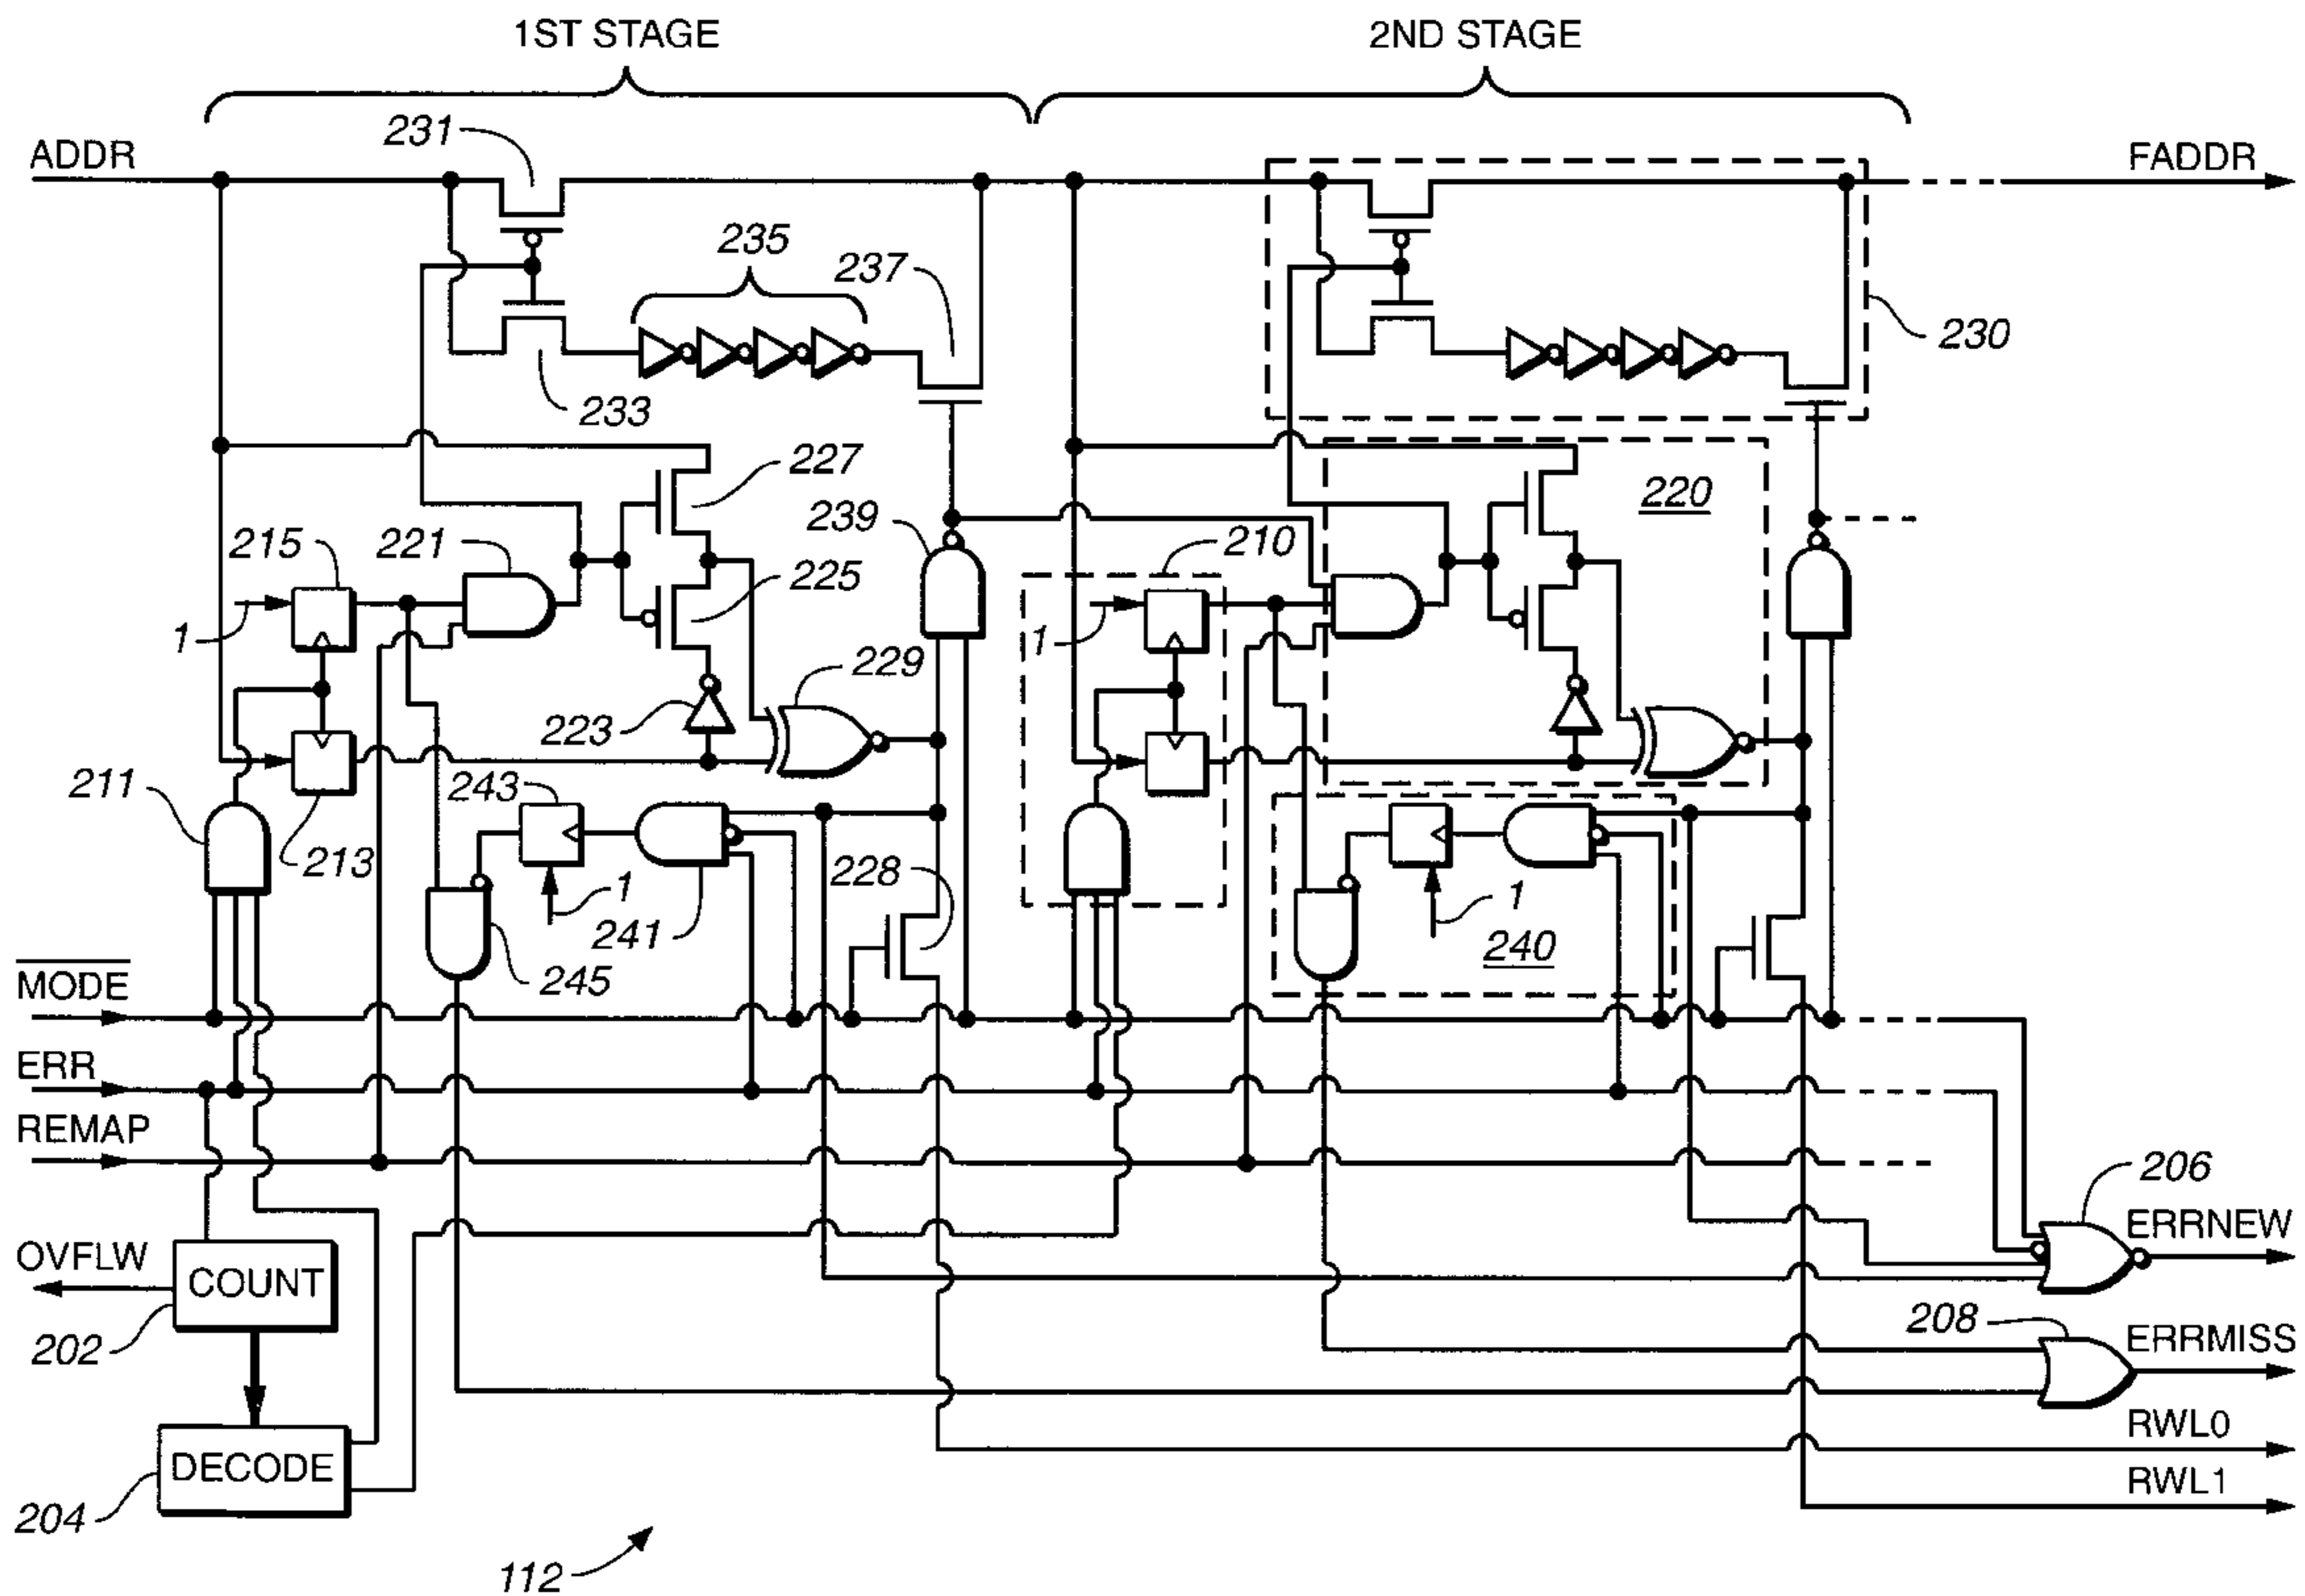 1ST STAGE
2ND STAGE
ADDR
231
FADDR
235
237
230
233
227
220
239
215
221
210
225
1
1
229
223
211
243
213
228
1
1
241
240
245
MODE
ERR
REMAP
206
OVFLW
COUNT
ERRNEW
202
208
ERRMISS
DECODE
RWL0
204
RWL1
112